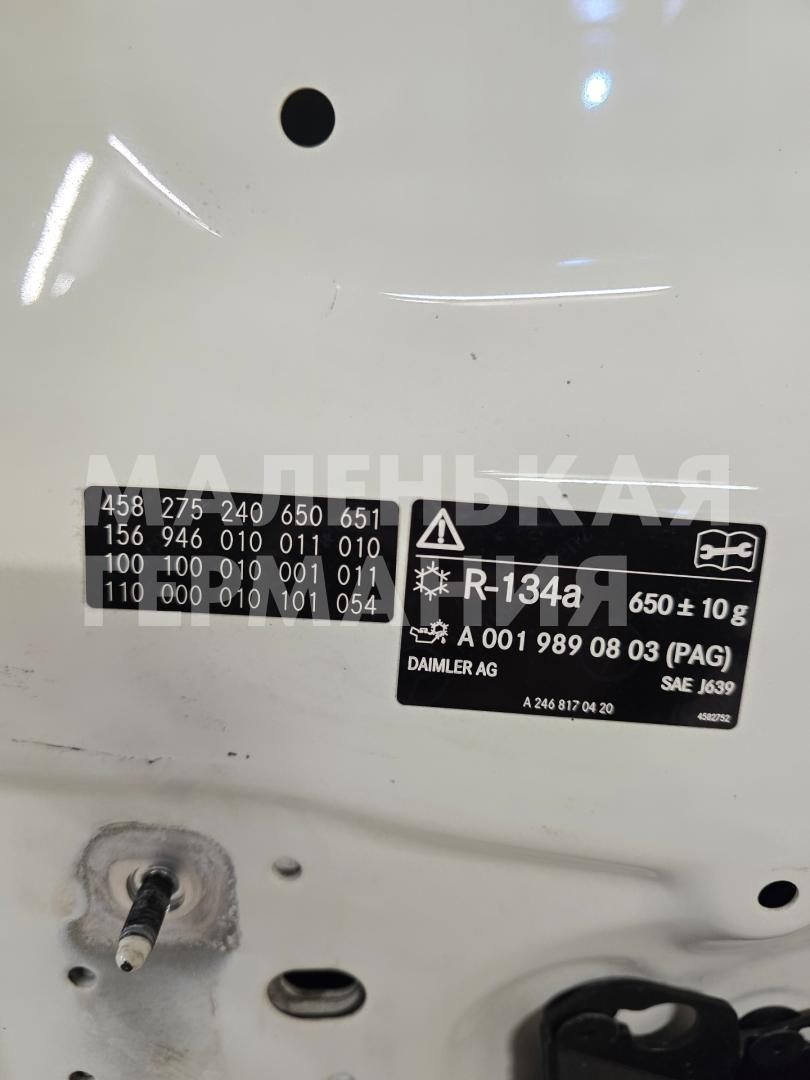 МАЛЕНЬКАЯ
ГЕРМАНИЯ
458 275 240 650 651
156 946 010 011 010
100 100 010 001 011
110 000 010 101 054
R-134a 650 ± 10 g
A 001 989 08 03 (PAG)
DAIMLER AG
SAE J639
A 246 817 04 20
4582752